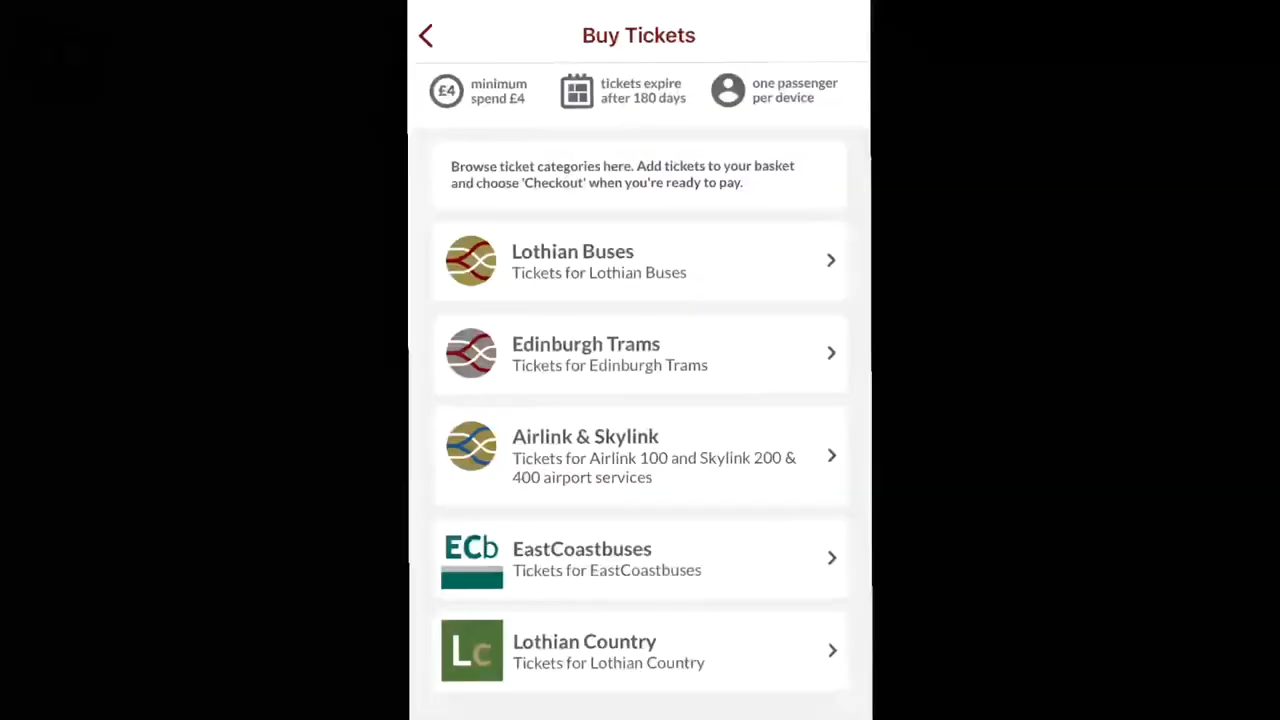 Buy Tickets
£4
minimum
spend £4
tickets expire
after 180 days
one passenger
per device
Browse ticket categories here. Add tickets to your basket
and choose 'Checkout' when you're ready to pay.
Lothian Buses
Tickets for Lothian Buses
Edinburgh Trams
Tickets for Edinburgh Trams
Airlink & Skylink
Tickets for Airlink 100 and Skylink 200 &
400 airport services
ECb
EastCoastbuses
Tickets for EastCoastbuses
Lc
Lothian Country
Tickets for Lothian Country